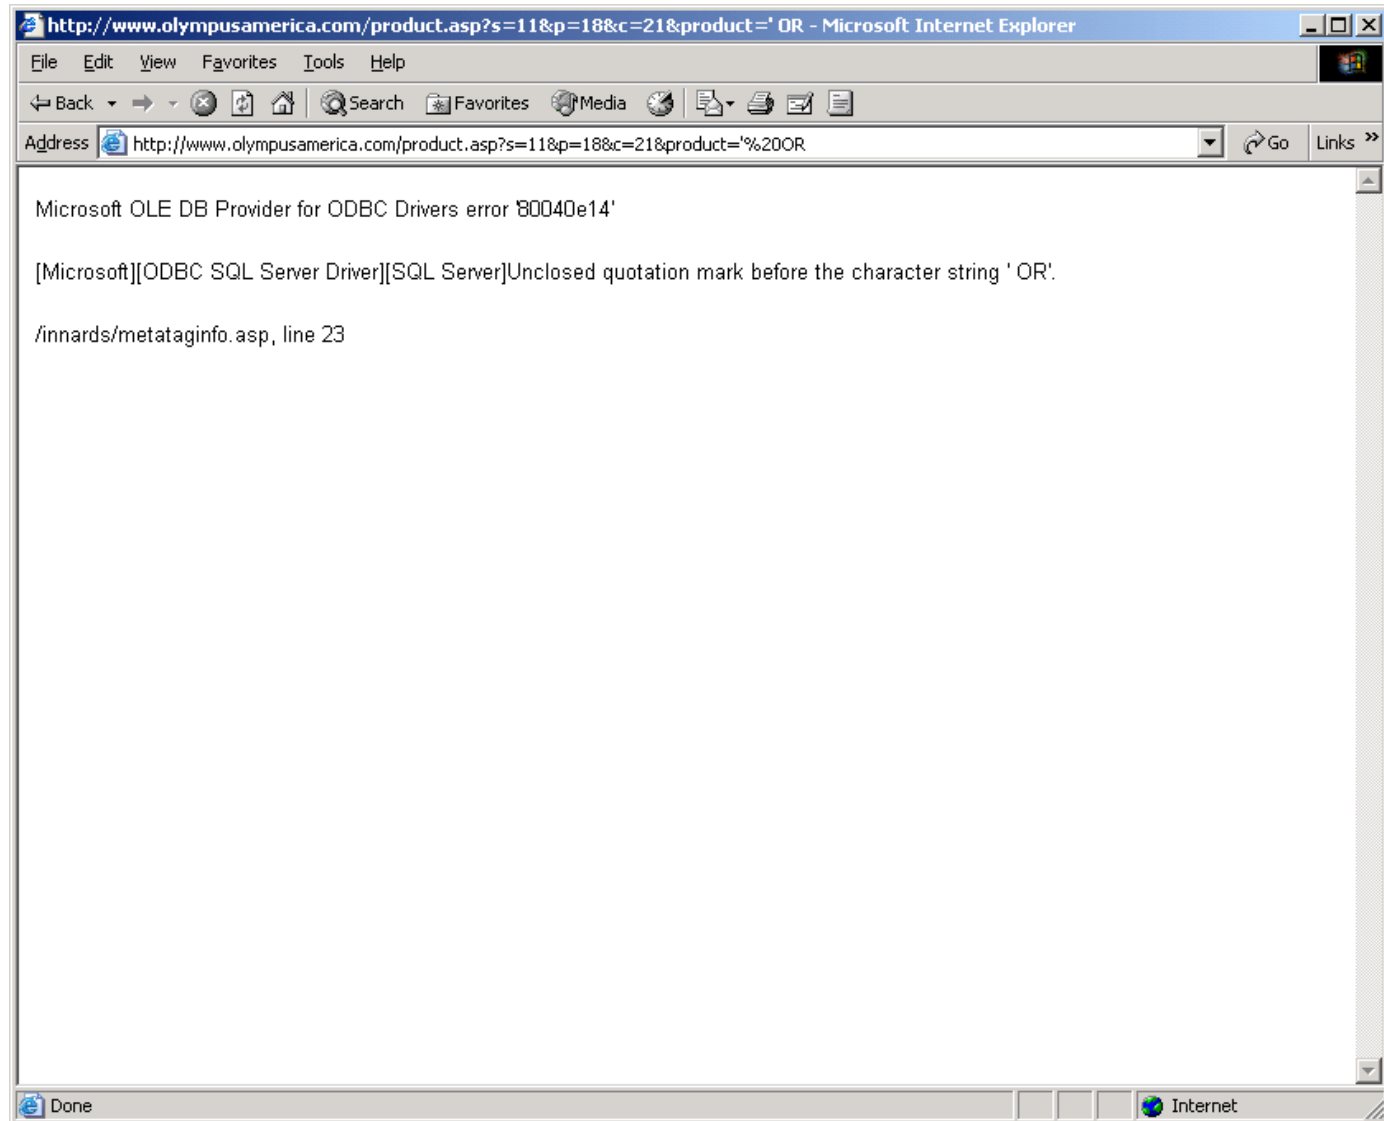 http://www.olympusamerica.com/product.asp?s=11&p=18&c=21&product=' OR - Microsoft Internet Explorer
File Edit View Favorites Tools Help
Back Search Favorites Media
Address http://www.olympusamerica.com/product.asp?s=11&p=18&c=21&product='%20OR Go Links »
Microsoft OLE DB Provider for ODBC Drivers error '80040e14'
[Microsoft][ODBC SQL Server Driver][SQL Server]Unclosed quotation mark before the character string ' OR'.
/innards/metataginfo.asp, line 23
Done Internet